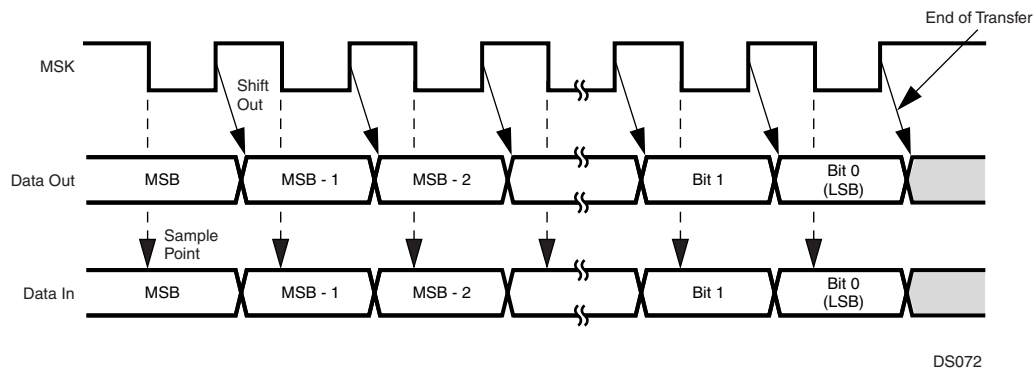 End of Transfer
MSK
Shift
Out
Data Out
MSB
MSB - 1
MSB - 2
Bit 1
Bit 0
(LSB)
Sample
Point
Data In
MSB
MSB - 1
MSB - 2
Bit 1
Bit 0
(LSB)
DS072